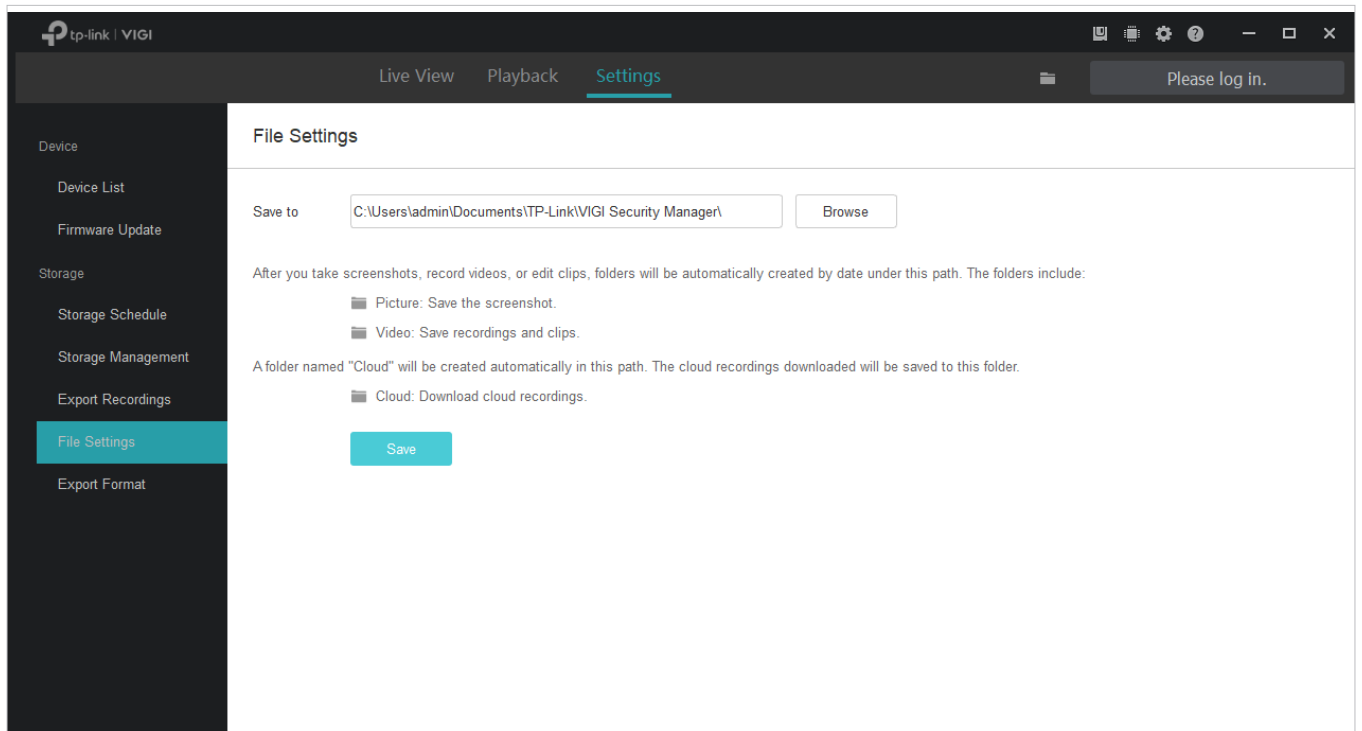 tp-link | VIGI
Live View Playback Settings Please log in.
Device
Device List
Firmware Update
Storage
Storage Schedule
Storage Management
Export Recordings
File Settings
Export Format
File Settings
Save to C:\Users\admin\Documents\TP-Link\VIGI Security Manager\ Browse
After you take screenshots, record videos, or edit clips, folders will be automatically created by date under this path. The folders include:
Picture: Save the screenshot.
Video: Save recordings and clips.
A folder named "Cloud" will be created automatically in this path. The cloud recordings downloaded will be saved to this folder.
Cloud: Download cloud recordings.
Save